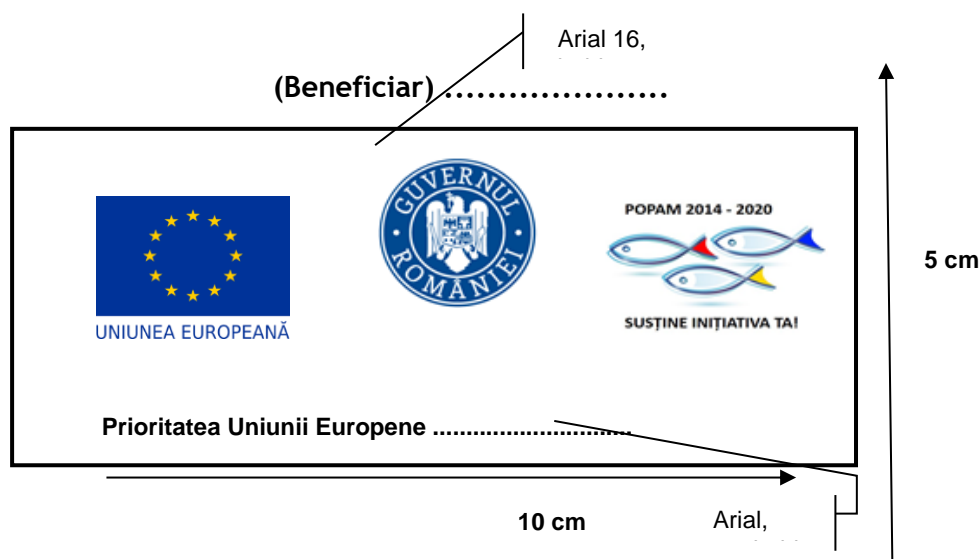 Arial 16,
(Beneficiar) .....................
GUVERNUL ROMÂNIEI
POPAM 2014 - 2020
UNIUNEA EUROPEANĂ
SUSȚINE INIȚIATIVA TA!
5 cm
Prioritatea Uniunii Europene ..............................
10 cm
Arial,